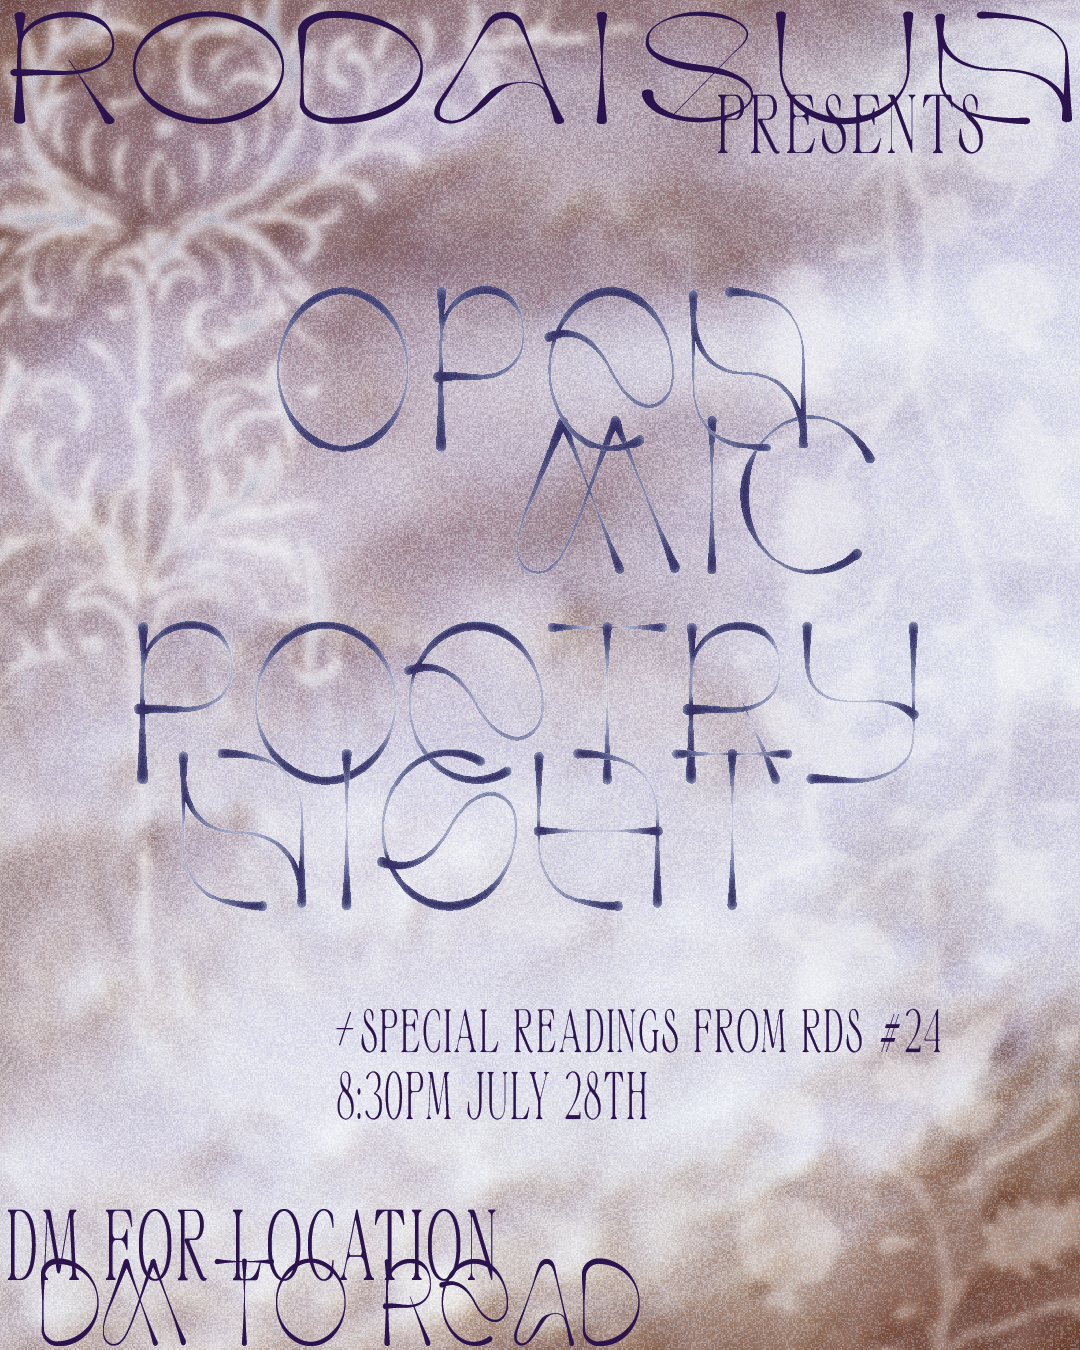 RODAISUN
PRESENTS
OPEN
MIC
POETRY
NIGHT
+SPECIAL READINGS FROM RDS #24
8:30PM JULY 28TH
DM FOR LOCATION
DM TO READ